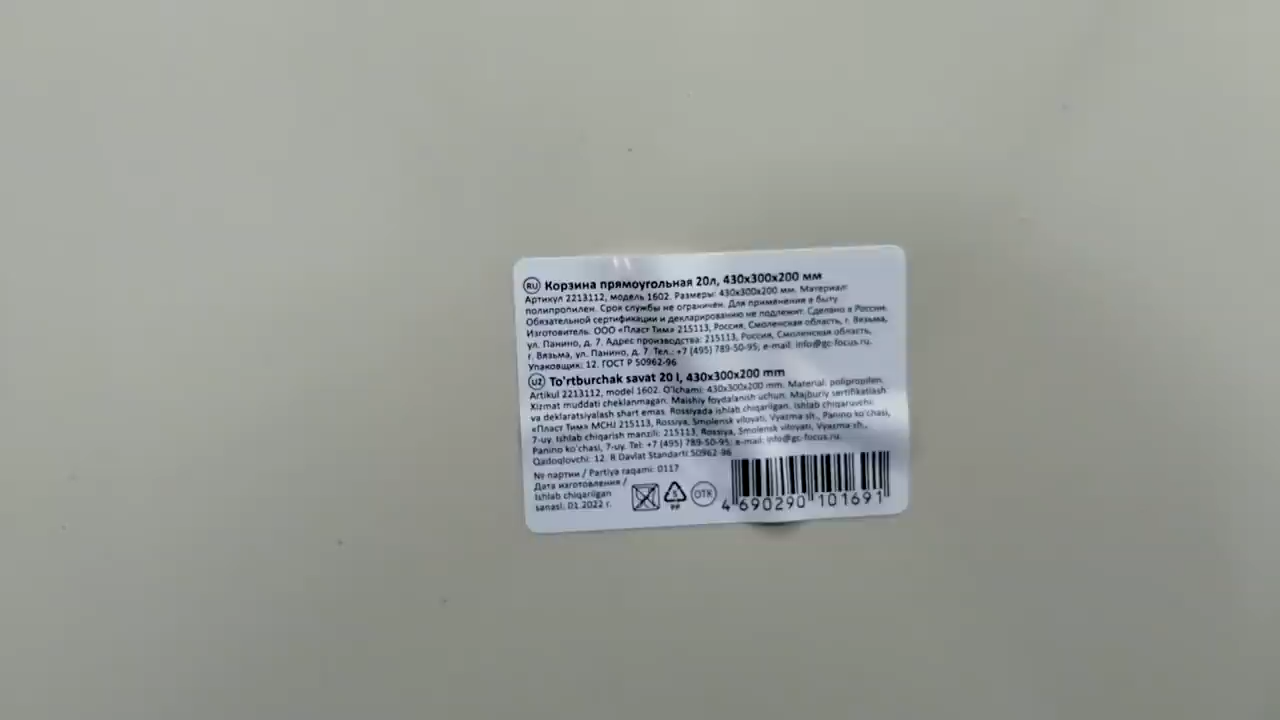 RU Корзина прямоугольная 20л, 430х300х200 мм
Артикул 2213112, модель 1602. Размеры: 430х300х200 мм. Материал:
полипропилен. Срок службы не ограничен. Для применения в быту.
Обязательной сертификации и декларированию не подлежит. Сделано в России.
Изготовитель: ООО «Пласт Тим» 215113, Россия, Смоленская область, г. Вязьма,
ул. Панино, д. 7. Адрес производства: 215113, Россия, Смоленская область,
г. Вязьма, ул. Панино, д. 7. Тел.: +7 (495) 789-50-95; e-mail: info@gc-focus.ru.
Упаковщик: 12. ГОСТ Р 50962-96
UZ To'rtburchak savat 20 l, 430x300x200 mm
Artikul 2213112, model 1602. O'lchami: 430x300x200 mm. Material: polipropilen.
Xizmat muddati cheklanmagan. Maishiy foydalanish uchun. Majburiy sertifikatlash
va deklaratsiyalash shart emas. Rossiyada ishlab chiqarilgan. Ishlab chiqaruvchi:
«Пласт Тим» MCHJ 215113, Rossiya, Smolensk viloyati, Vyazma sh., Panino ko'chasi,
7-uy. Ishlab chiqarish manzili: 215113, Rossiya, Smolensk viloyati, Vyazma sh.,
Panino ko'chasi, 7-uy. Tel: +7 (495) 789-50-95; e-mail: info@gc-focus.ru.
Qadoqlovchi: 12. R Davlat Standarti 50962-96
№ партии / Partiya raqami: 0117
Дата изготовления /
Ishlab chiqarilgan
sanasi: 01.2022 г.
5
PP
ОТК
4 690290 101691